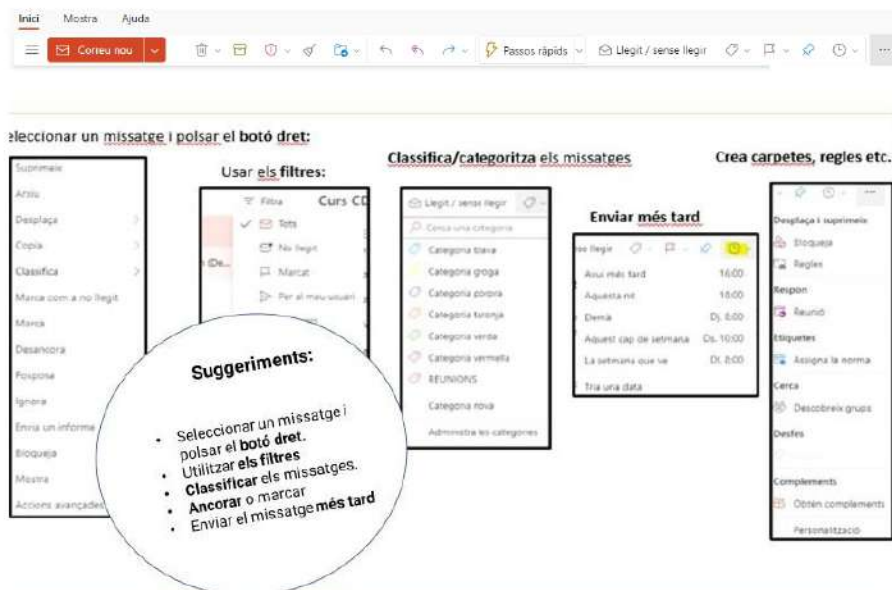 Inici Mostra Ajuda
Correu nou Passos ràpids Llegit / sense llegir
eleccionar un missatge i polsar el botó dret:
Suprimeix
Arxiu
Desplaça
Copia
Classifica
Marca com a no llegit
Marca
Desancora
Posposa
Ignora
Envia un informe
Bloqueja
Mostra
Accions avançades
Usar els filtres:
Filtra Curs CD
Tots
No llegit
Marcat
Per al meu usuari
(De...
Classifica/categoritza els missatges
Llegit / sense llegir
Cerca una categoria
Categoria blava
Categoria groga
Categoria porpra
Categoria taronja
Categoria verda
Categoria vermella
REUNIONS
Categoria nova
Administra les categories
Enviar més tard
se llegir
Avui més tard 16:00
Aquesta nit 18:00
Demà Dj. 8:00
Aquest cap de setmana Ds. 10:00
La setmana que ve Dl. 8:00
Tria una data
Crea carpetes, regles etc.
Desplaça i suprimeix
Bloqueja
Regles
Respon
Reunió
Etiquetes
Assigna la norma
Cerca
Descobreix grups
Desfés
Complements
Obtén complements
Personalització
Suggeriments:
• Seleccionar un missatge i
polsar el botó dret.
• Utilitzar els filtres
• Classificar els missatges.
• Ancorar o marcar
• Enviar el missatge més tard